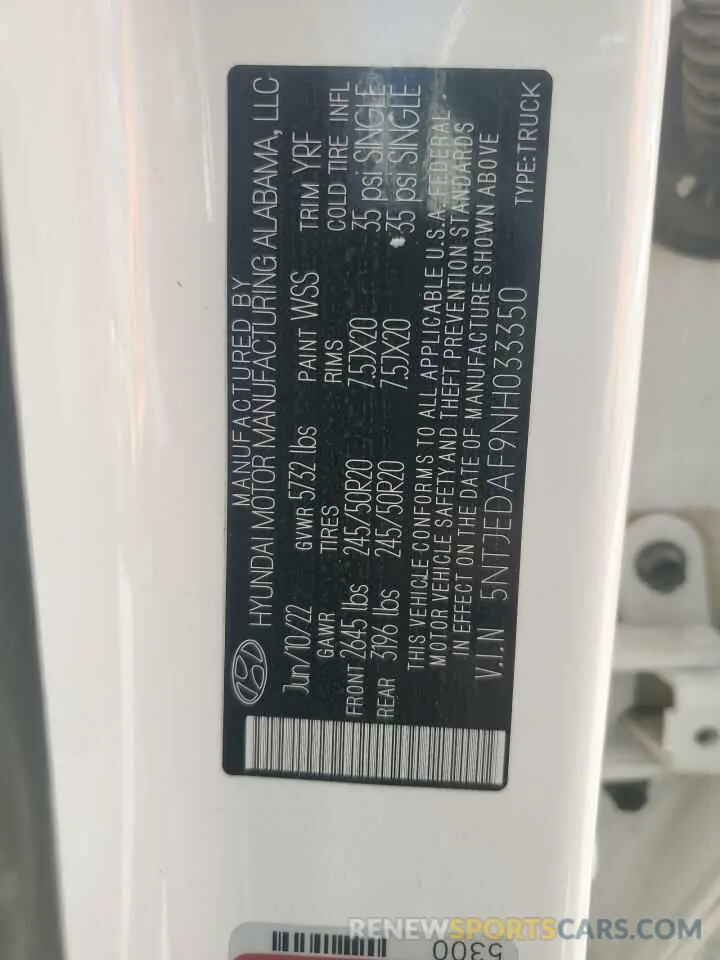 MANUFACTURED BY
HYUNDAI MOTOR MANUFACTURING ALABAMA, LLC
Jun/10/22 GVWR 5732 lbs PAINT WSS TRIM YRF
GAWR TIRES RIMS COLD TIRE INFL
FRONT 2645 lbs 245/50R20 7.5JX20 35 psi SINGLE
REAR 3196 lbs 245/50R20 7.5JX20 35 psi SINGLE
THIS VEHICLE CONFORMS TO ALL APPLICABLE U.S.A. FEDERAL
MOTOR VEHICLE SAFETY AND THEFT PREVENTION STANDARDS
IN EFFECT ON THE DATE OF MANUFACTURE SHOWN ABOVE
V.I.N 5NTJEDAF9NH033350 TYPE:TRUCK
5300
RENEWSPORTSCARS.COM